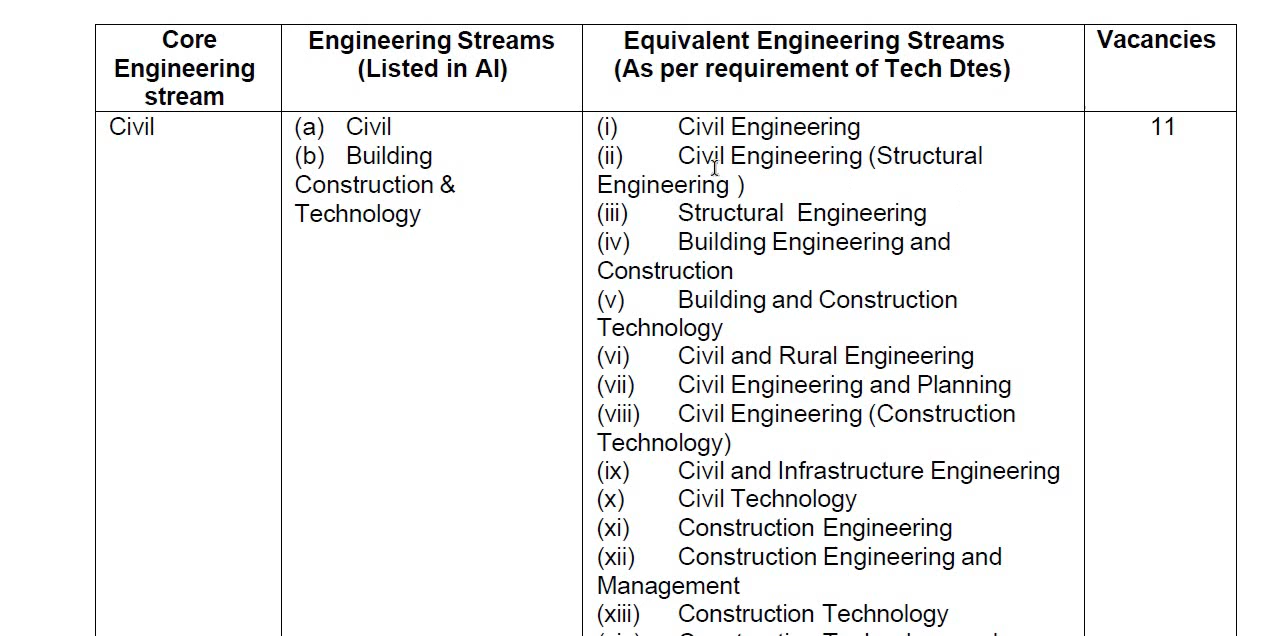 Core
Engineering
stream
Engineering Streams
(Listed in AI)
Equivalent Engineering Streams
(As per requirement of Tech Dtes)
Vacancies
Civil
(a) Civil
(b) Building
Construction &
Technology
(i) Civil Engineering
(ii) Civil Engineering (Structural
Engineering )
(iii) Structural Engineering
(iv) Building Engineering and
Construction
(v) Building and Construction
Technology
(vi) Civil and Rural Engineering
(vii) Civil Engineering and Planning
(viii) Civil Engineering (Construction
Technology)
(ix) Civil and Infrastructure Engineering
(x) Civil Technology
(xi) Construction Engineering
(xii) Construction Engineering and
Management
(xiii) Construction Technology
11